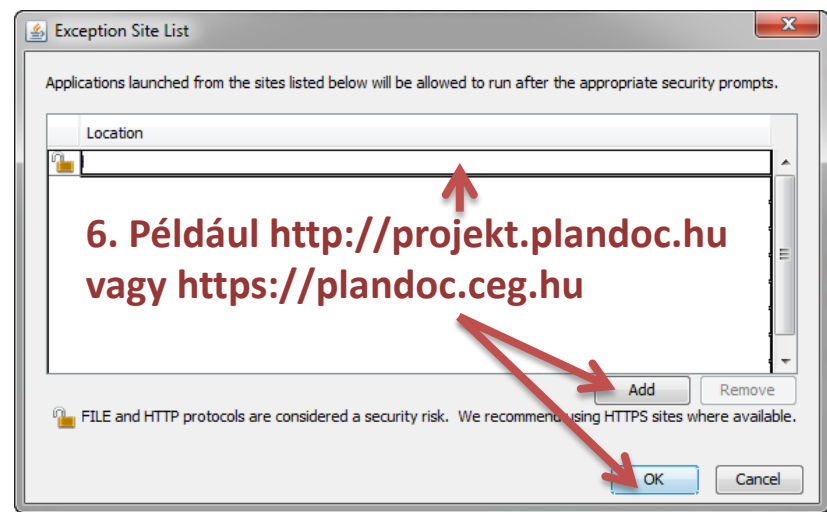 Exception Site List
Applications launched from the sites listed below will be allowed to run after the appropriate security prompts.
Location
6. Például http://projekt.plandoc.hu
vagy https://plandoc.ceg.hu
Add Remove
FILE and HTTP protocols are considered a security risk. We recommend using HTTPS sites where available.
OK Cancel